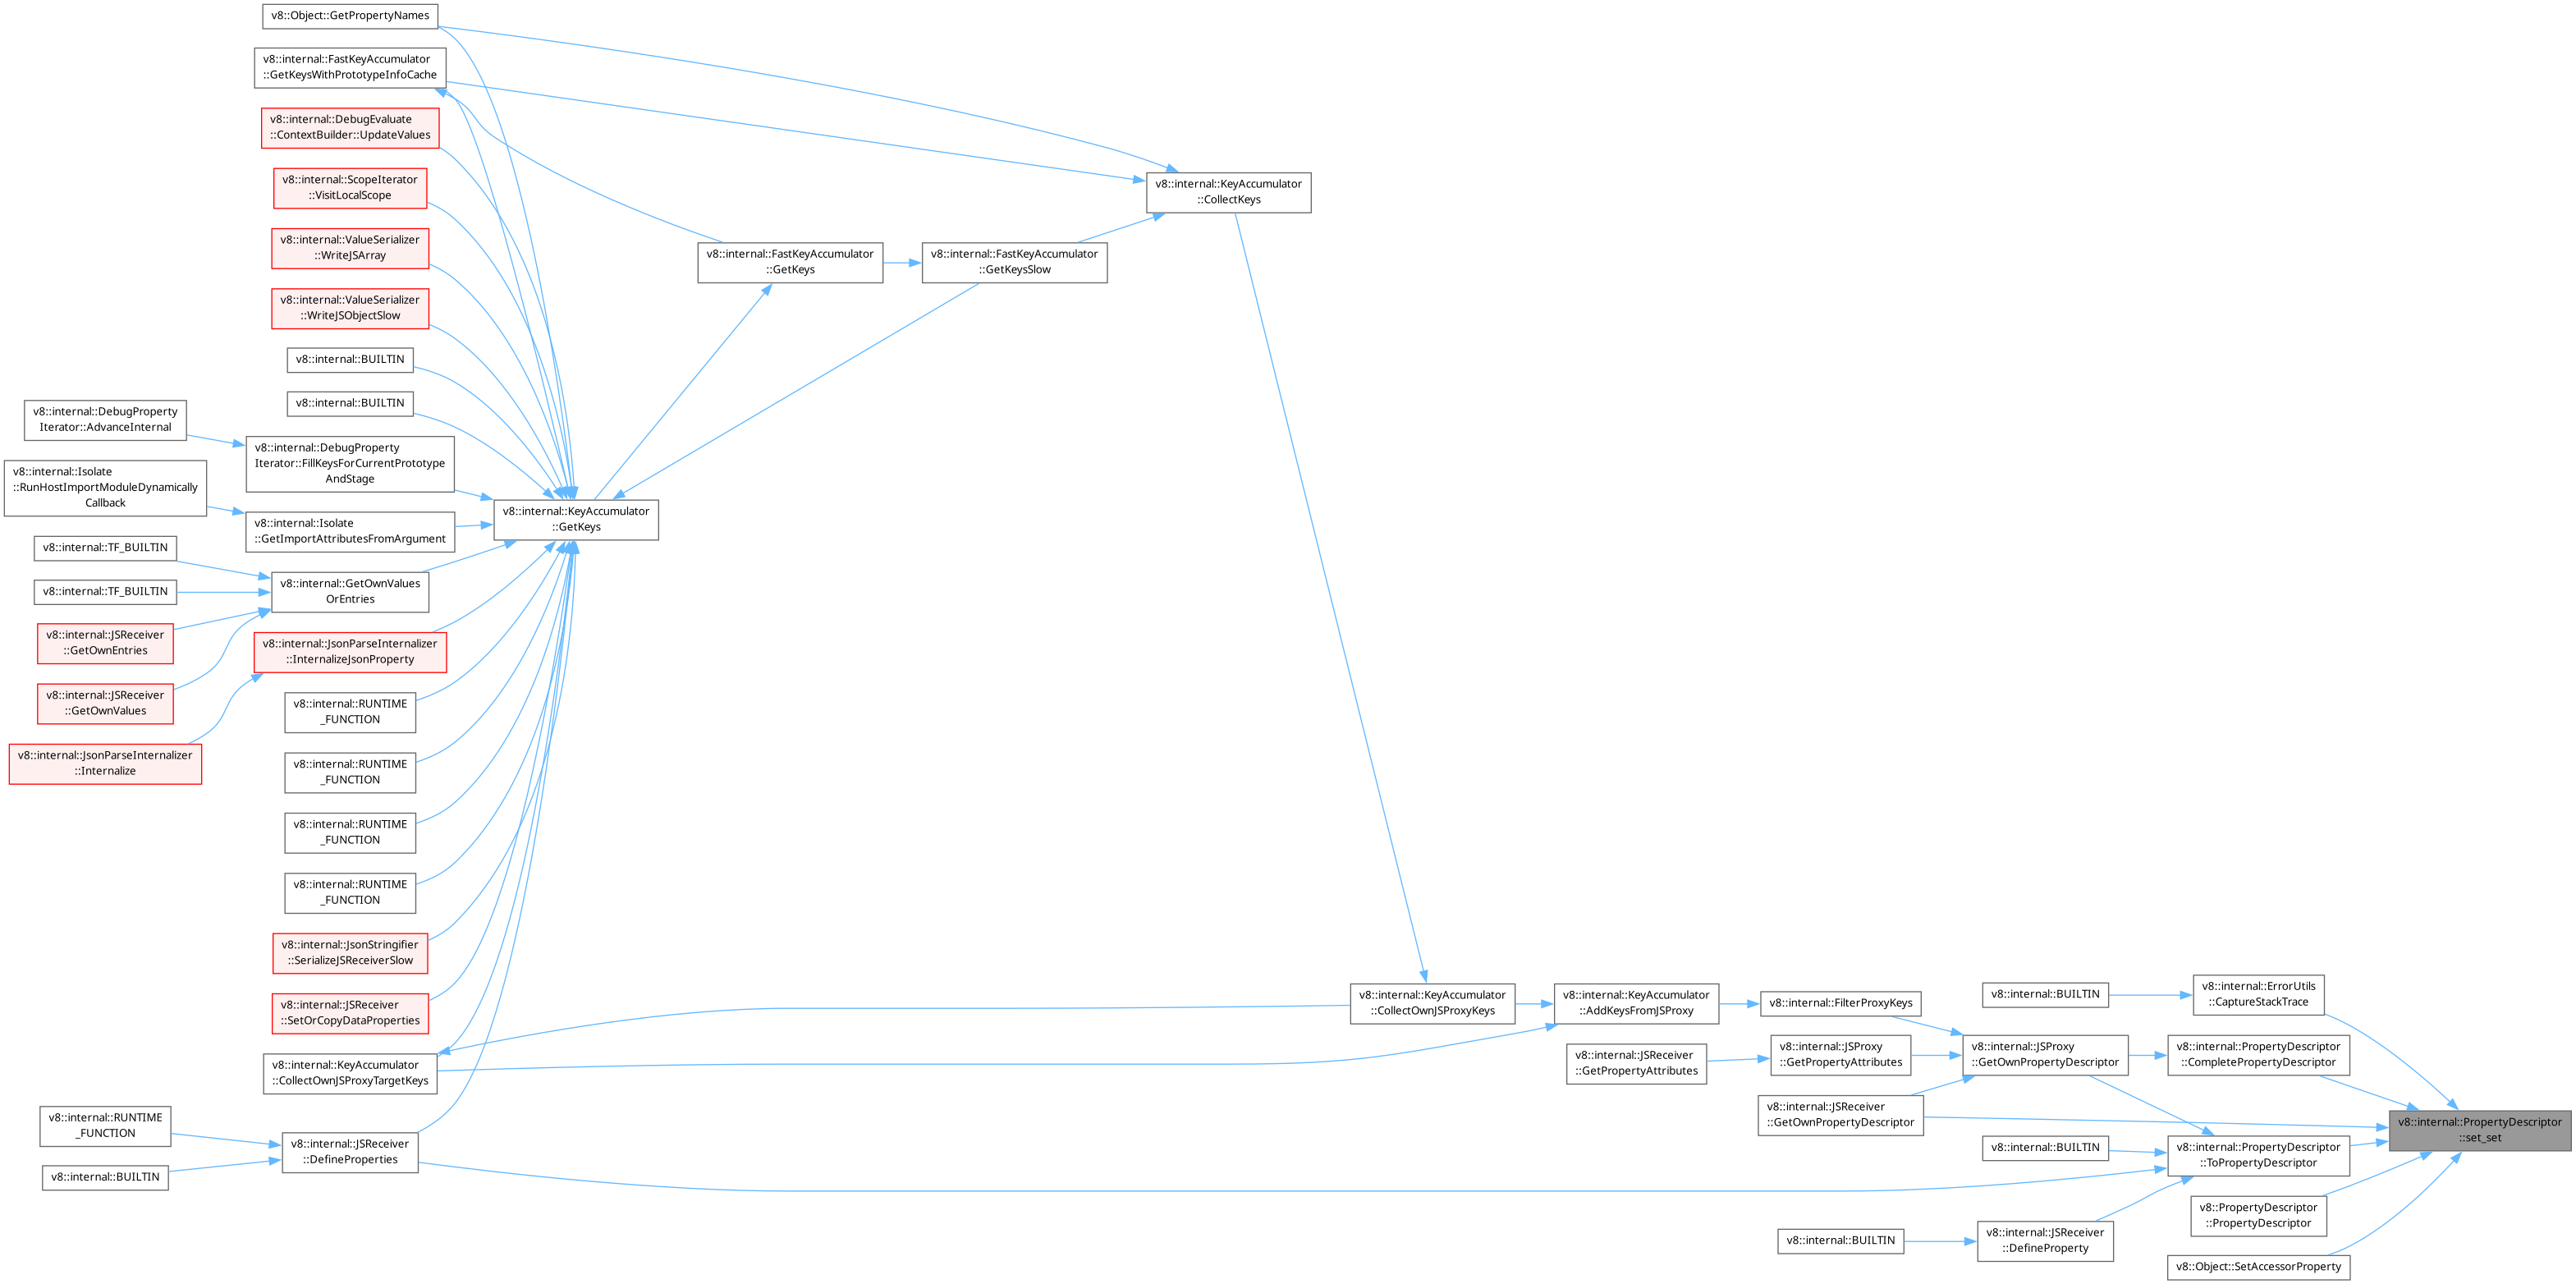 v8::Object::GetPropertyNames
v8::internal::FastKeyAccumulator
::GetKeysWithPrototypeInfoCache
v8::internal::DebugEvaluate
::ContextBuilder::UpdateValues
v8::internal::ScopeIterator
::VisitLocalScope
v8::internal::ValueSerializer
::WriteJSArray
v8::internal::ValueSerializer
::WriteJSObjectSlow
v8::internal::BUILTIN
v8::internal::BUILTIN
v8::internal::DebugProperty
Iterator::AdvanceInternal
v8::internal::DebugProperty
Iterator::FillKeysForCurrentPrototype
AndStage
v8::internal::Isolate
::RunHostImportModuleDynamically
Callback
v8::internal::Isolate
::GetImportAttributesFromArgument
v8::internal::TF_BUILTIN
v8::internal::TF_BUILTIN
v8::internal::GetOwnValues
OrEntries
v8::internal::JSReceiver
::GetOwnEntries
v8::internal::JSReceiver
::GetOwnValues
v8::internal::JsonParseInternalizer
::InternalizeJsonProperty
v8::internal::JsonParseInternalizer
::Internalize
v8::internal::RUNTIME
_FUNCTION
v8::internal::RUNTIME
_FUNCTION
v8::internal::RUNTIME
_FUNCTION
v8::internal::RUNTIME
_FUNCTION
v8::internal::JsonStringifier
::SerializeJSReceiverSlow
v8::internal::JSReceiver
::SetOrCopyDataProperties
v8::internal::KeyAccumulator
::CollectOwnJSProxyTargetKeys
v8::internal::RUNTIME
_FUNCTION
v8::internal::BUILTIN
v8::internal::JSReceiver
::DefineProperties
v8::internal::KeyAccumulator
::GetKeys
v8::internal::FastKeyAccumulator
::GetKeys
v8::internal::FastKeyAccumulator
::GetKeysSlow
v8::internal::KeyAccumulator
::CollectKeys
v8::internal::KeyAccumulator
::CollectOwnJSProxyKeys
v8::internal::KeyAccumulator
::AddKeysFromJSProxy
v8::internal::FilterProxyKeys
v8::internal::JSReceiver
::GetPropertyAttributes
v8::internal::JSProxy
::GetPropertyAttributes
v8::internal::JSReceiver
::GetOwnPropertyDescriptor
v8::internal::BUILTIN
v8::internal::ErrorUtils
::CaptureStackTrace
v8::internal::JSProxy
::GetOwnPropertyDescriptor
v8::internal::PropertyDescriptor
::CompletePropertyDescriptor
v8::internal::BUILTIN
v8::internal::PropertyDescriptor
::ToPropertyDescriptor
v8::internal::PropertyDescriptor
::set_set
v8::PropertyDescriptor
::PropertyDescriptor
v8::internal::BUILTIN
v8::internal::JSReceiver
::DefineProperty
v8::Object::SetAccessorProperty